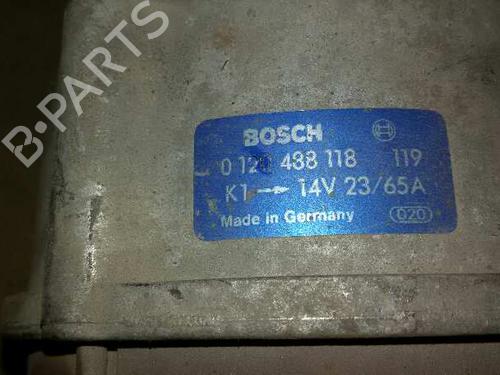 B-PARTS
BOSCH
0 120 488 118 119
K1 → 14V 23/65A
Made in Germany 020